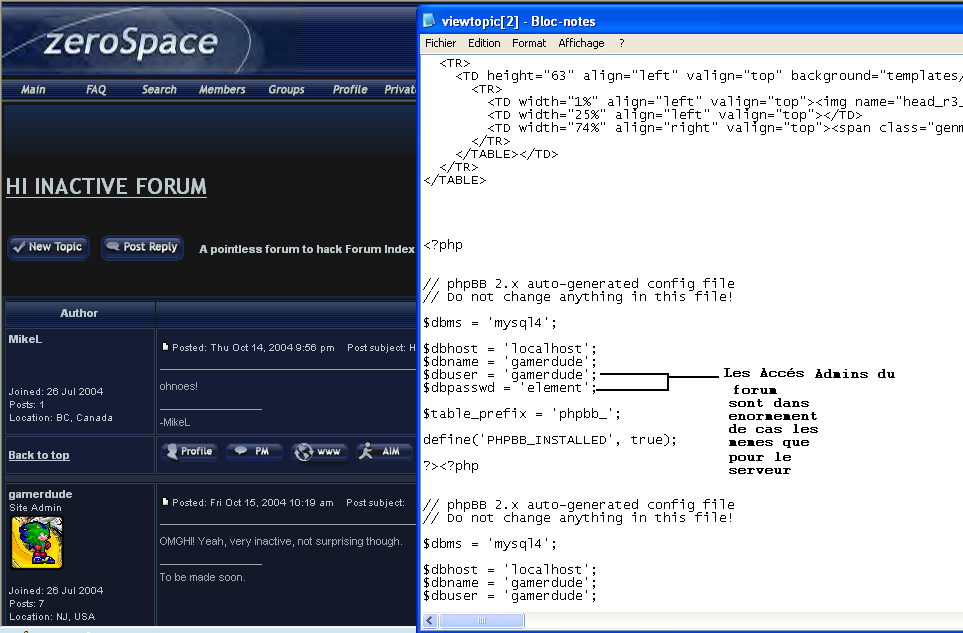 zeroSpace
Main FAQ Search Members Groups Profile Privat
HI INACTIVE FORUM
New Topic Post Reply A pointless forum to hack Forum Index
Author
MikeL
Posted: Thu Oct 14, 2004 9:56 pm Post subject: H
ohnoes!
Joined: 26 Jul 2004
Posts: 1
Location: BC, Canada
-MikeL
Back to top
Profile PM www AIM
gamerdude
Site Admin
Posted: Fri Oct 15, 2004 10:19 am Post subject:
OMGHI! Yeah, very inactive, not surprising though.
To be made soon.
Joined: 26 Jul 2004
Posts: 7
Location: NJ, USA
viewtopic[2] - Bloc-notes
Fichier Edition Format Affichage ?
<TR>
<TD height="63" align="left" valign="top" background="templates/
<TR>
<TD width="1%" align="left" valign="top"><img name="head_r3_
<TD width="25%" align="left" valign="top"></TD>
<TD width="74%" align="right" valign="top"><span class="genm
</TR>
</TABLE></TD>
</TR>
</TABLE>
<?php
// phpBB 2.x auto-generated config file
// Do not change anything in this file!
$dbms = 'mysql4';
$dbhost = 'localhost';
$dbname = 'gamerdude';
$dbuser = 'gamerdude';
$dbpasswd = 'element';
$table_prefix = 'phpbb_';
define('PHPBB_INSTALLED', true);
?><?php
// phpBB 2.x auto-generated config file
// Do not change anything in this file!
$dbms = 'mysql4';
$dbhost = 'localhost';
$dbname = 'gamerdude';
$dbuser = 'gamerdude';
Les Accés Admins du
forum
sont dans
enormement
de cas les
memes que
pour le
serveur